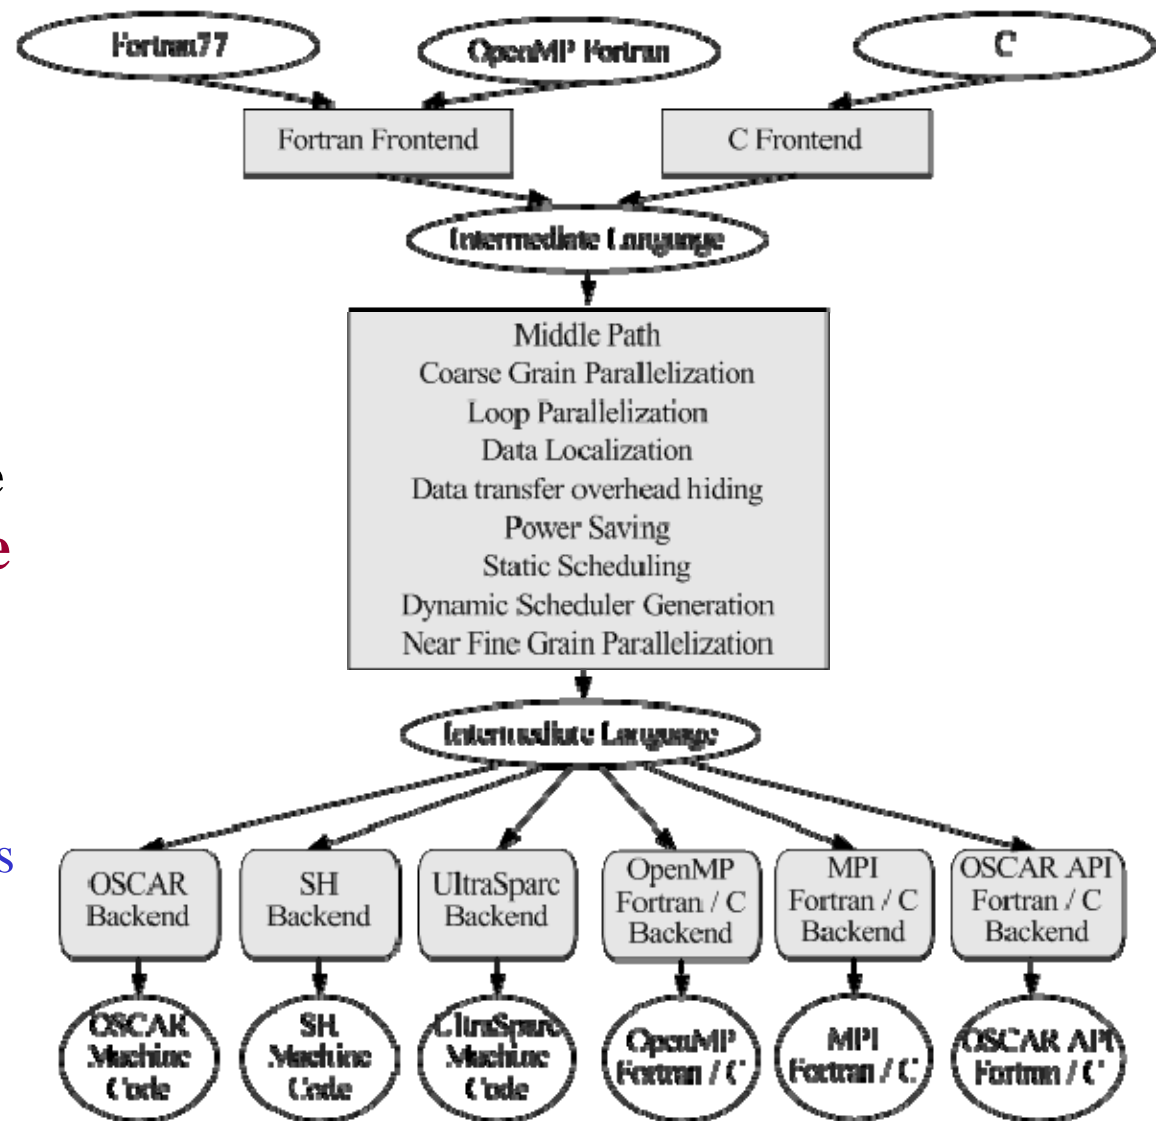 Fortran77
OpenMP Fortran
C
Fortran Frontend
C Frontend
Intermediate Language
Middle Path
Coarse Grain Parallelization
Loop Parallelization
Data Localization
Data transfer overhead hiding
Power Saving
Static Scheduling
Dynamic Scheduler Generation
Near Fine Grain Parallelization
e
e
s
Intermediate Language
OSCAR
Backend
SH
Backend
UltraSparc
Backend
OpenMP
Fortran / C
Backend
MPI
Fortran / C
Backend
OSCAR API
Fortran / C
Backend
OSCAR
Machine
Code
SH
Machine
Code
UltraSparc
Machine
Code
OpenMP
Fortran / C
MPI
Fortran / C
OSCAR API
Fortran / C